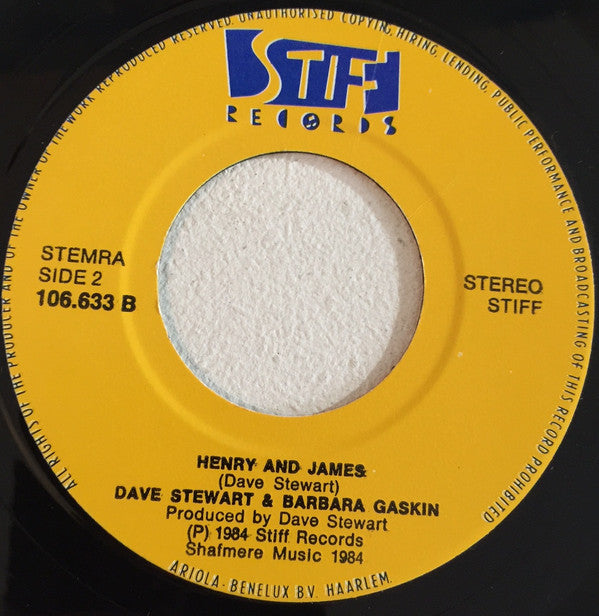 STIFF
RECORDS
STEMRA
SIDE 2
106.633 B
STEREO
STIFF
HENRY AND JAMES
(Dave Stewart)
DAVE STEWART & BARBARA GASKIN
Produced by Dave Stewart
(P) 1984 Stiff Records
Shafmere Music 1984
ALL RIGHTS OF THE PRODUCER AND OF THE OWNER OF THE WORK REPRODUCED RESERVED. UNAUTHORISED COPYING, HIRING, LENDING, PUBLIC PERFORMANCE AND BROADCASTING OF THIS RECORD PROHIBITED
ARIOLA-BENELUX B.V. HAARLEM.